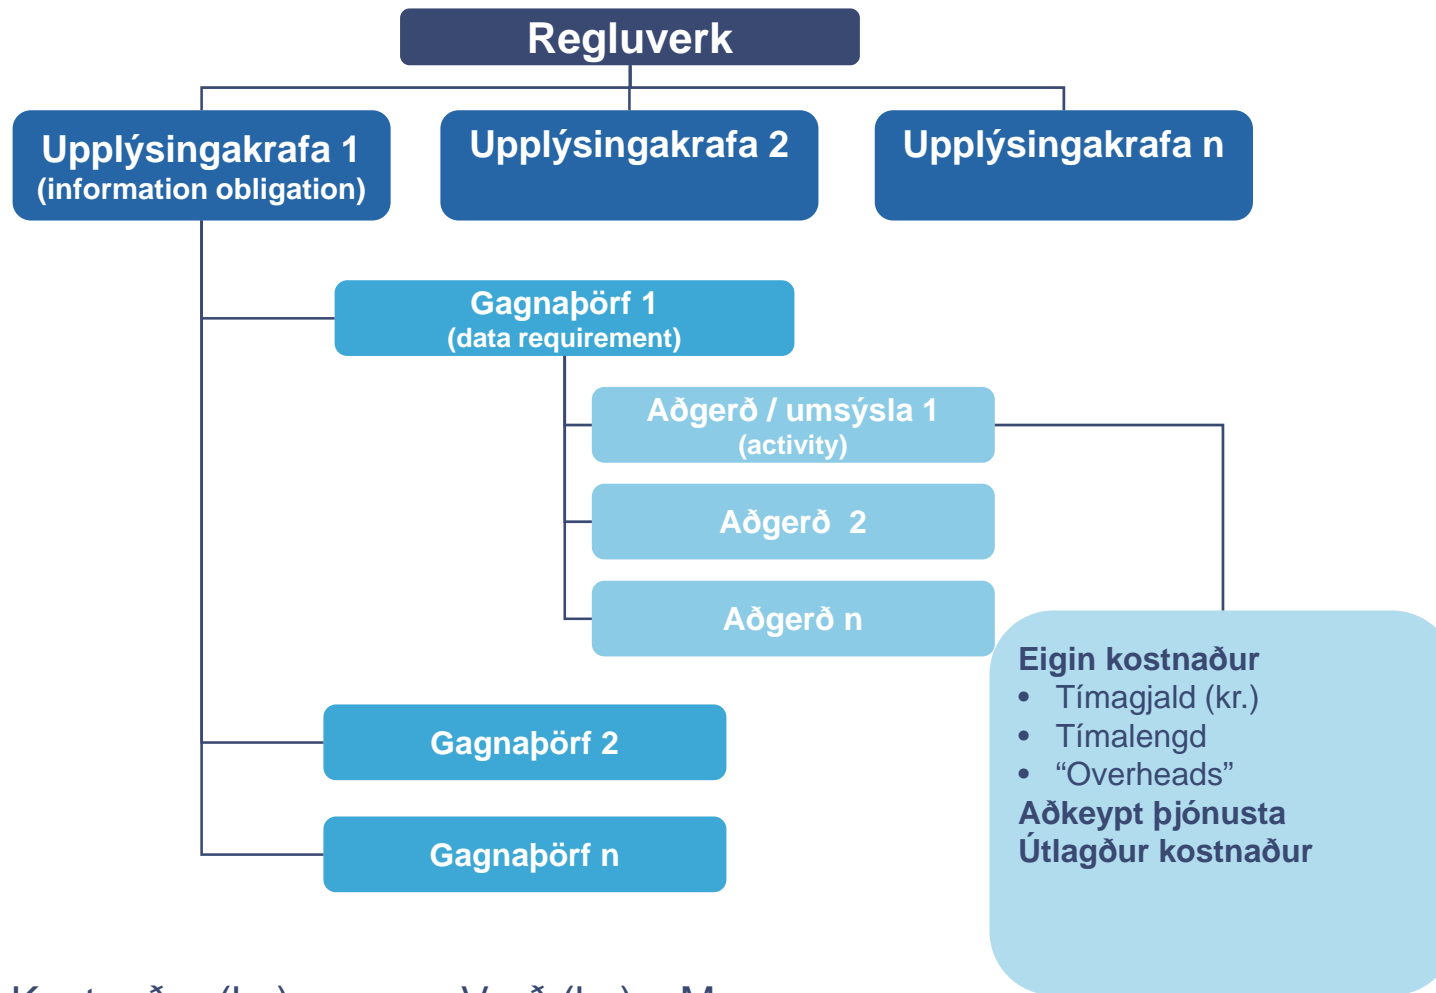 Regluverk
Upplýsingakrafa 1
(information obligation)
Upplýsingakrafa 2
Upplýsingakrafa n
Gagnaþörf 1
(data requirement)
Aðgerð / umsýsla 1
(activity)
Aðgerð 2
Aðgerð n
Eigin kostnaður
• Tímagjald (kr.)
• Tímalengd
• “Overheads”
Aðkeypt þjónusta
Útlagður kostnaður
Gagnaþörf 2
Gagnaþörf n